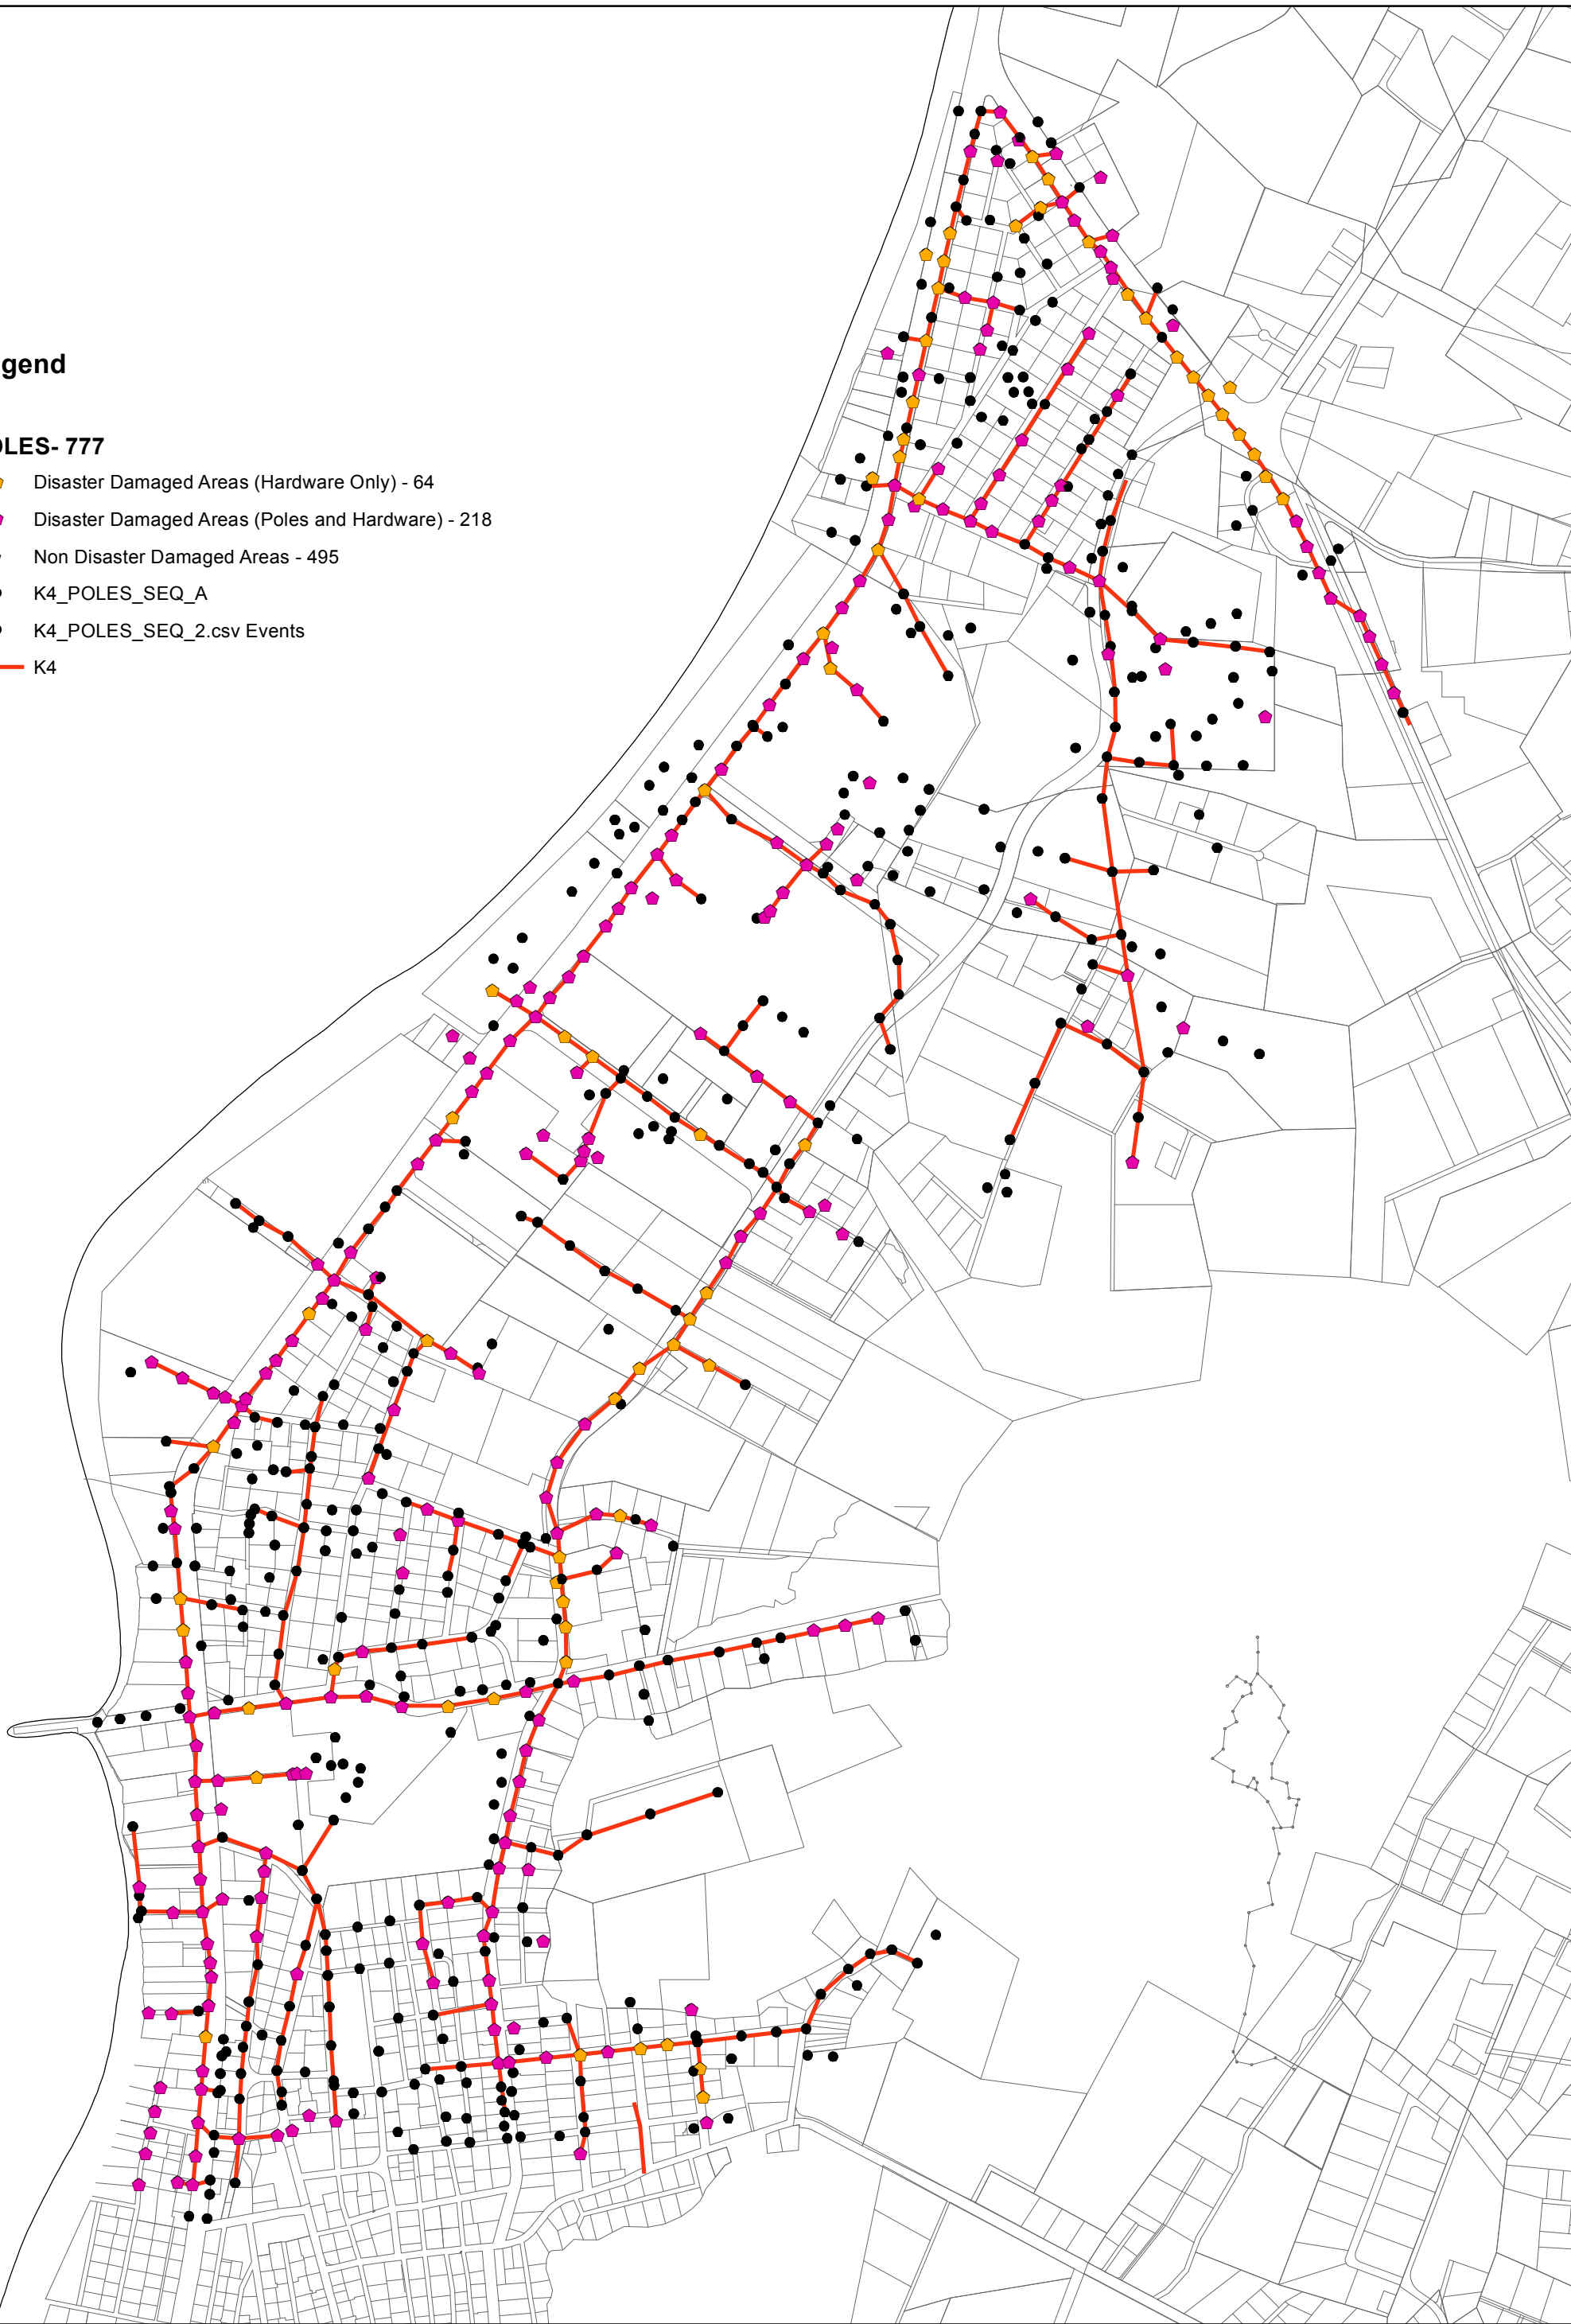 gend
OLES- 777
Disaster Damaged Areas (Hardware Only) - 64
Disaster Damaged Areas (Poles and Hardware) - 218
Non Disaster Damaged Areas - 495
K4_POLES_SEQ_A
K4_POLES_SEQ_2.csv Events
K4